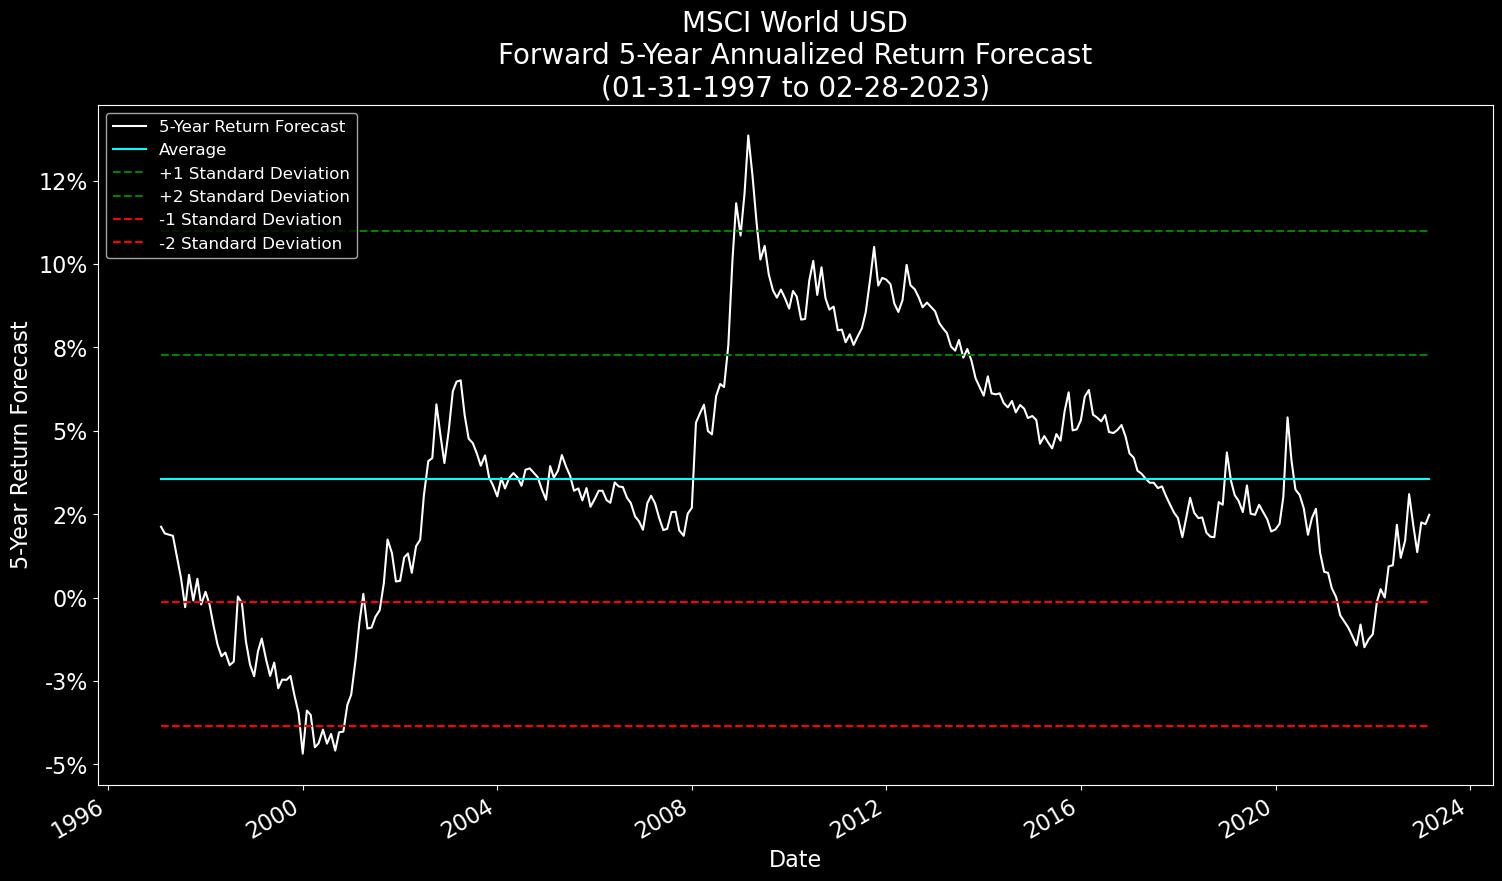 MSCI World USD
Forward 5-Year Annualized Return Forecast
(01-31-1997 to 02-28-2023)
5-Year Return Forecast
Average
+1 Standard Deviation
+2 Standard Deviation
-1 Standard Deviation
-2 Standard Deviation
12%
10%
8%
5%
2%
0%
-3%
-5%
5-Year Return Forecast
1996
2000
2004
2008
2012
2016
2020
2024
Date